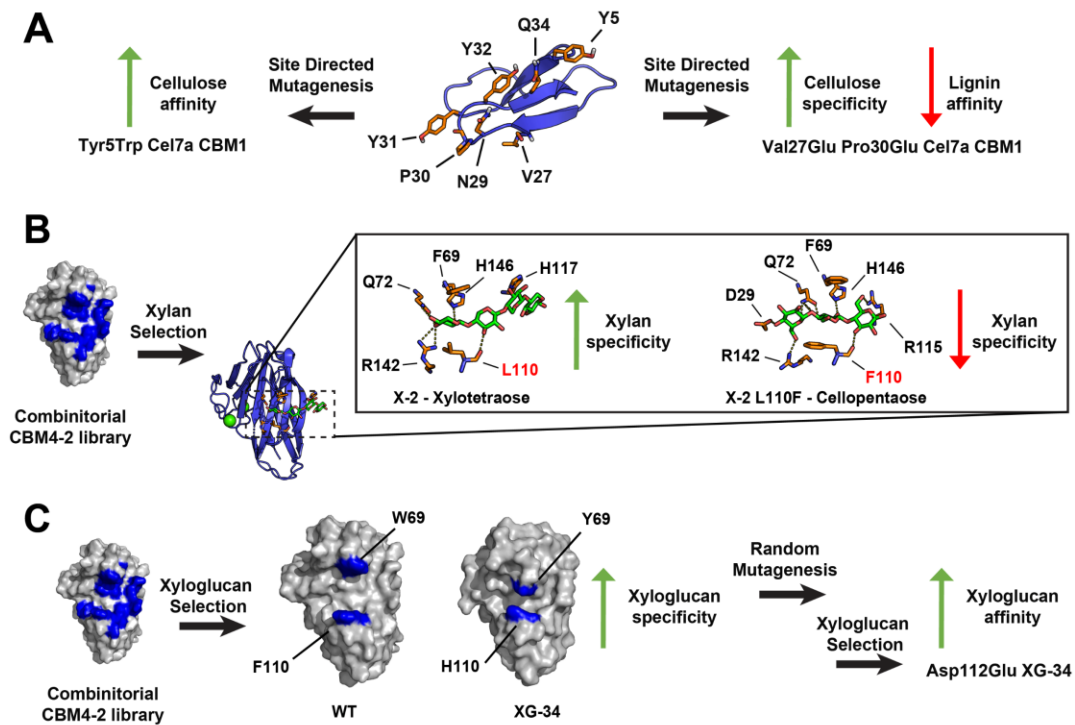 A
Cellulose
affinity
Tyr5Trp Cel7a CBM1
Site Directed
Mutagenesis
Y32
Q34
Y5
Y31
P30
N29
V27
Site Directed
Mutagenesis
Cellulose
specificity
Lignin
affinity
Val27Glu Pro30Glu Cel7a CBM1
B
Combinitorial
CBM4-2 library
Xylan
Selection
Q72
F69
H146
H117
R142
L110
X-2 - Xylotetraose
Xylan
specificity
F69
Q72
H146
D29
R142
R115
F110
X-2 L110F - Cellopentaose
Xylan
specificity
C
Combinitorial
CBM4-2 library
Xyloglucan
Selection
W69
F110
WT
Y69
H110
XG-34
Xyloglucan
specificity
Random
Mutagenesis
Xyloglucan
Selection
Xyloglucan
affinity
Asp112Glu XG-34